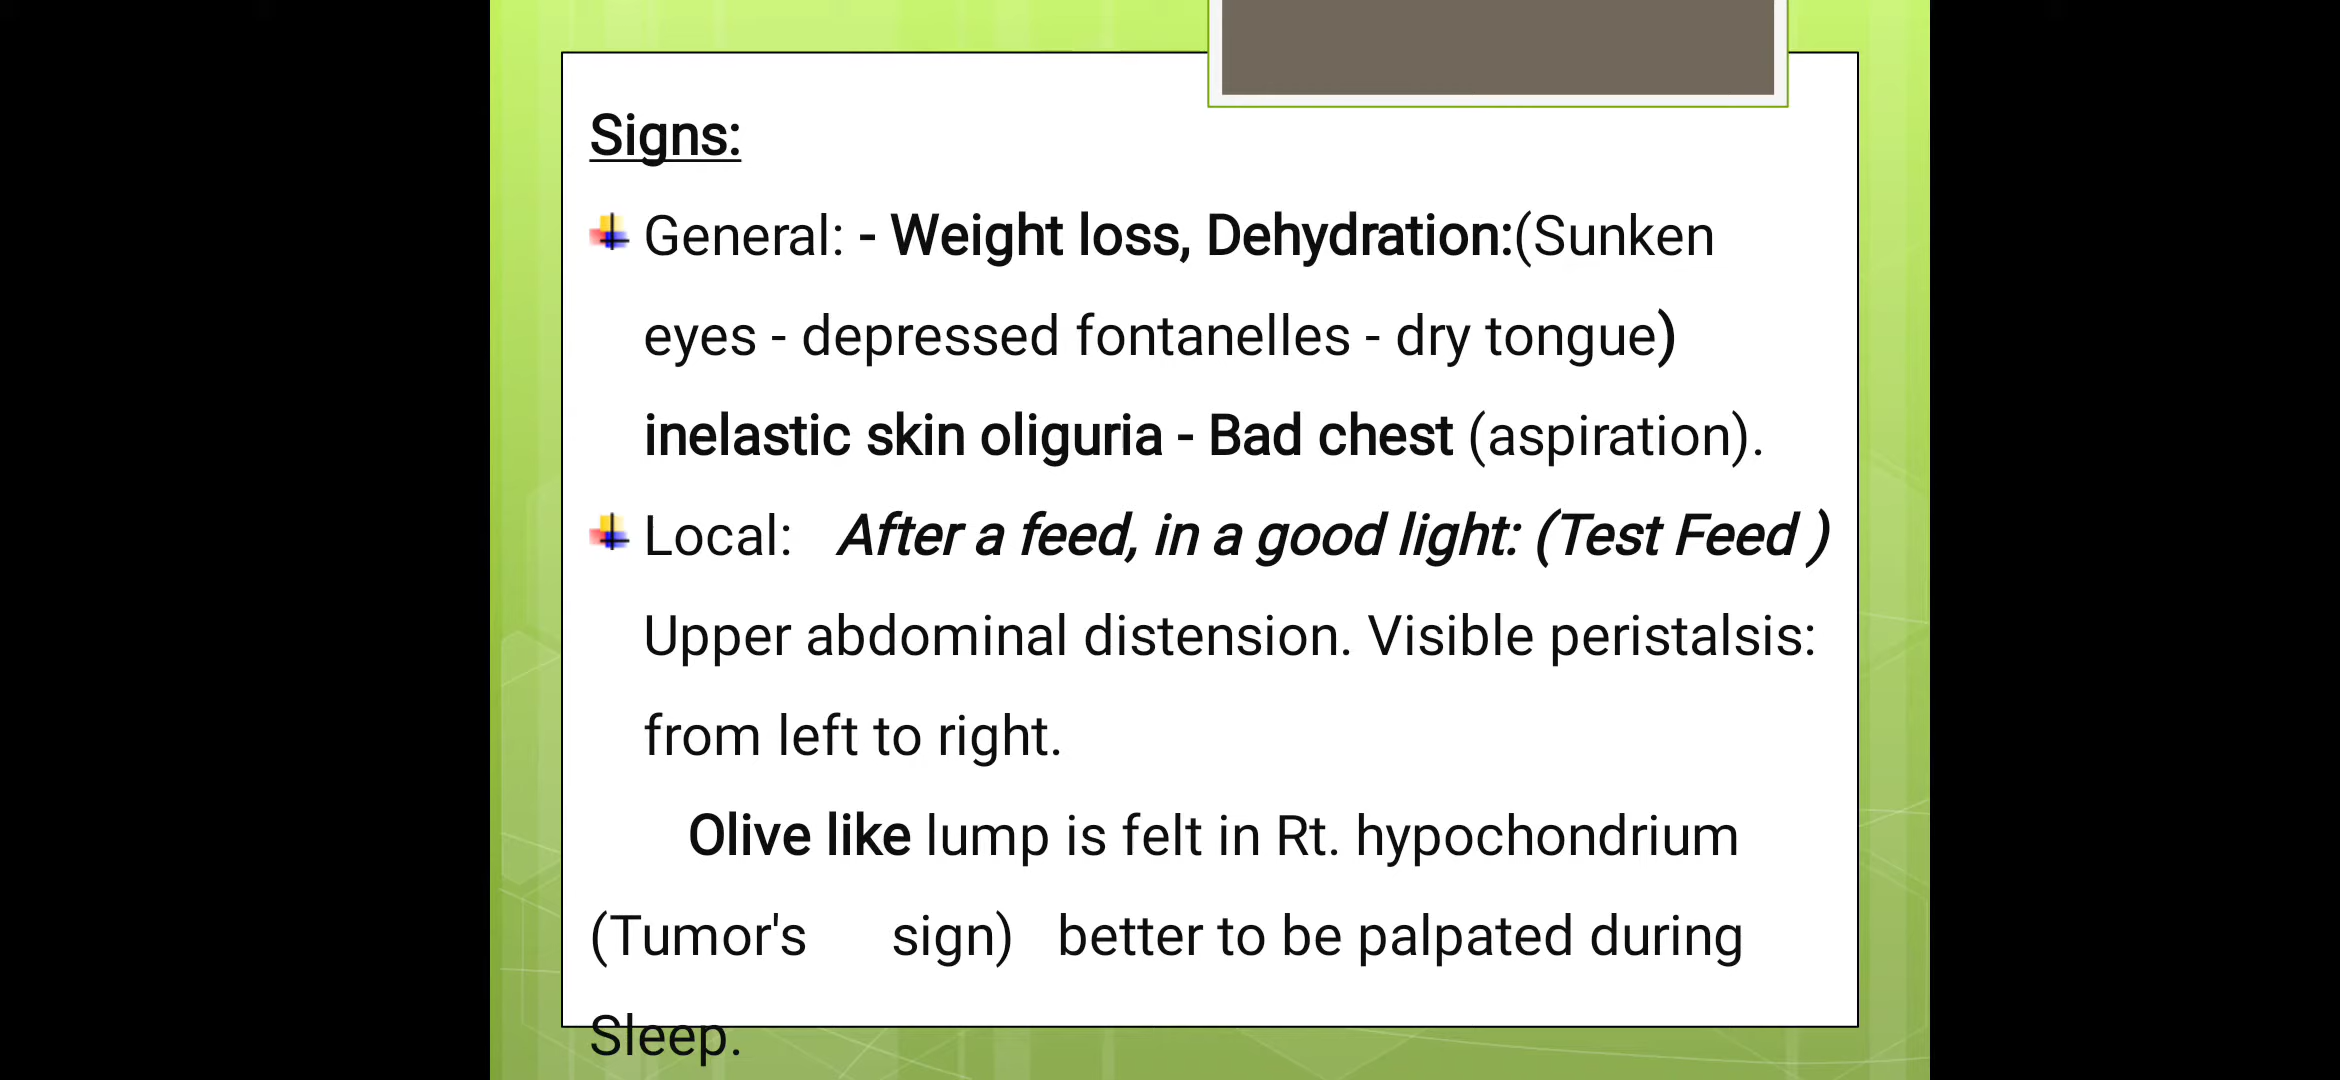 Signs:
General: - Weight loss, Dehydration:(Sunken
eyes - depressed fontanelles - dry tongue)
inelastic skin oliguria - Bad chest (aspiration).
Local: After a feed, in a good light: (Test Feed )
Upper abdominal distension. Visible peristalsis:
from left to right.
Olive like lump is felt in Rt. hypochondrium
(Tumor's sign) better to be palpated during
Sleep.